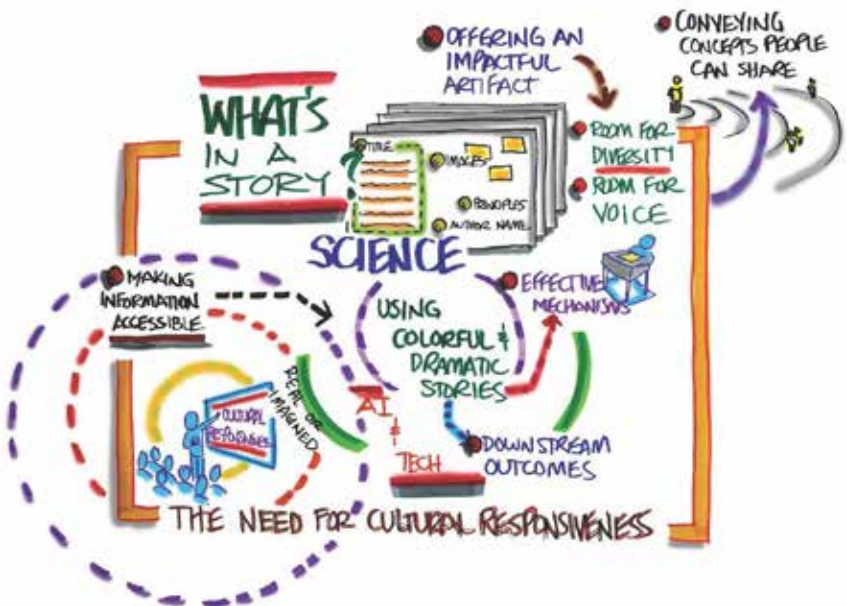 WHAT'S
IN A
STORY
OFFERING AN
IMPACTFUL
ARTIFACT
CONVEYING
CONCEPTS PEOPLE
CAN SHARE
TITLE
IMAGES
PRINCIPLES
AUTHOR NAME
ROOM FOR
DIVERSITY
ROOM FOR
VOICE
SCIENCE
MAKING
INFORMATION
ACCESSIBLE
USING
COLORFUL &
DRAMATIC
STORIES
EFFECTIVE
MECHANISMS
REAL OR
IMAGINED
CULTURAL
AI
&
TECH
DOWNSTREAM
OUTCOMES
THE NEED FOR CULTURAL RESPONSIVENESS